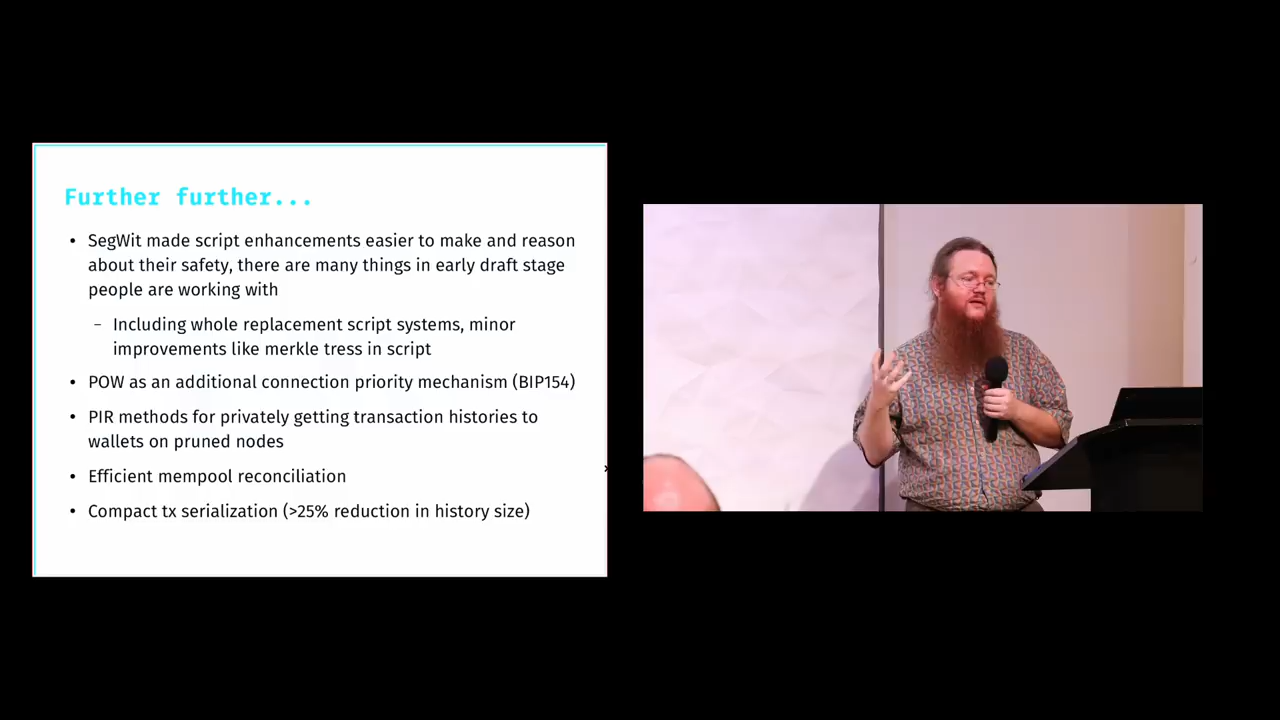 Further further...
• SegWit made script enhancements easier to make and reason
about their safety, there are many things in early draft stage
people are working with
– Including whole replacement script systems, minor
improvements like merkle tress in script
• POW as an additional connection priority mechanism (BIP154)
• PIR methods for privately getting transaction histories to
wallets on pruned nodes
• Efficient mempool reconciliation
• Compact tx serialization (>25% reduction in history size)